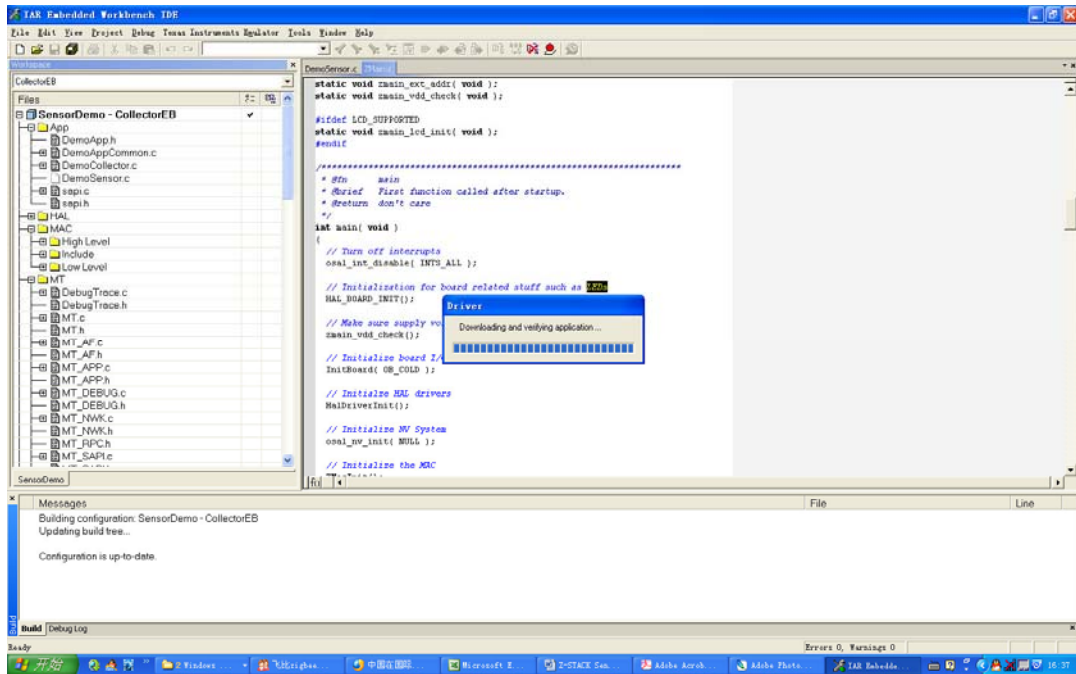 IAR Embedded Workbench IDE
File Edit View Project Debug Texas Instruments Emulator Tools Window Help
Workspace
CollectorEB
Files
SensorDemo - CollectorEB
App
DemoApp.h
DemoAppCommon.c
DemoCollector.c
DemoSensor.c
sapi.c
sapi.h
HAL
MAC
High Level
Include
Low Level
MT
DebugTrace.c
DebugTrace.h
MT.c
MT.h
MT_AF.c
MT_AF.h
MT_APP.c
MT_APP.h
MT_DEBUG.c
MT_DEBUG.h
MT_NWK.c
MT_NWK.h
MT_RPC.h
MT_SAPI.c
SensorDemo
DemoSensor.c ZMain.c
static void zmain_ext_addr( void );
static void zmain_vdd_check( void );
#ifdef LCD_SUPPORTED
static void zmain_lcd_init( void );
#endif
* @fn main
* @brief First function called after startup.
* @return don't care
*/
int main( void )
{
// Turn off interrupts
osal_int_disable( INTS_ALL );
// Initialization for board related stuff such as LEDs
HAL_BOARD_INIT();
// Make sure supply vo
zmain_vdd_check();
// Initialize board I/
InitBoard( OB_COLD );
// Initialze HAL drivers
HalDriverInit();
// Initialize NV System
osal_nv_init( NULL );
// Initialize the MAC
Driver
Downloading and verifying application...
Messages File Line
Building configuration: SensorDemo - CollectorEB
Updating build tree...
Configuration is up-to-date.
Build
Build Debug Log
Ready Errors 0, Warnings 0
开始 2 Windows ... Microsoft E... Z-STACK Sen... Adobe Acrob... Adobe Photo... IAR Embedde... 16:37